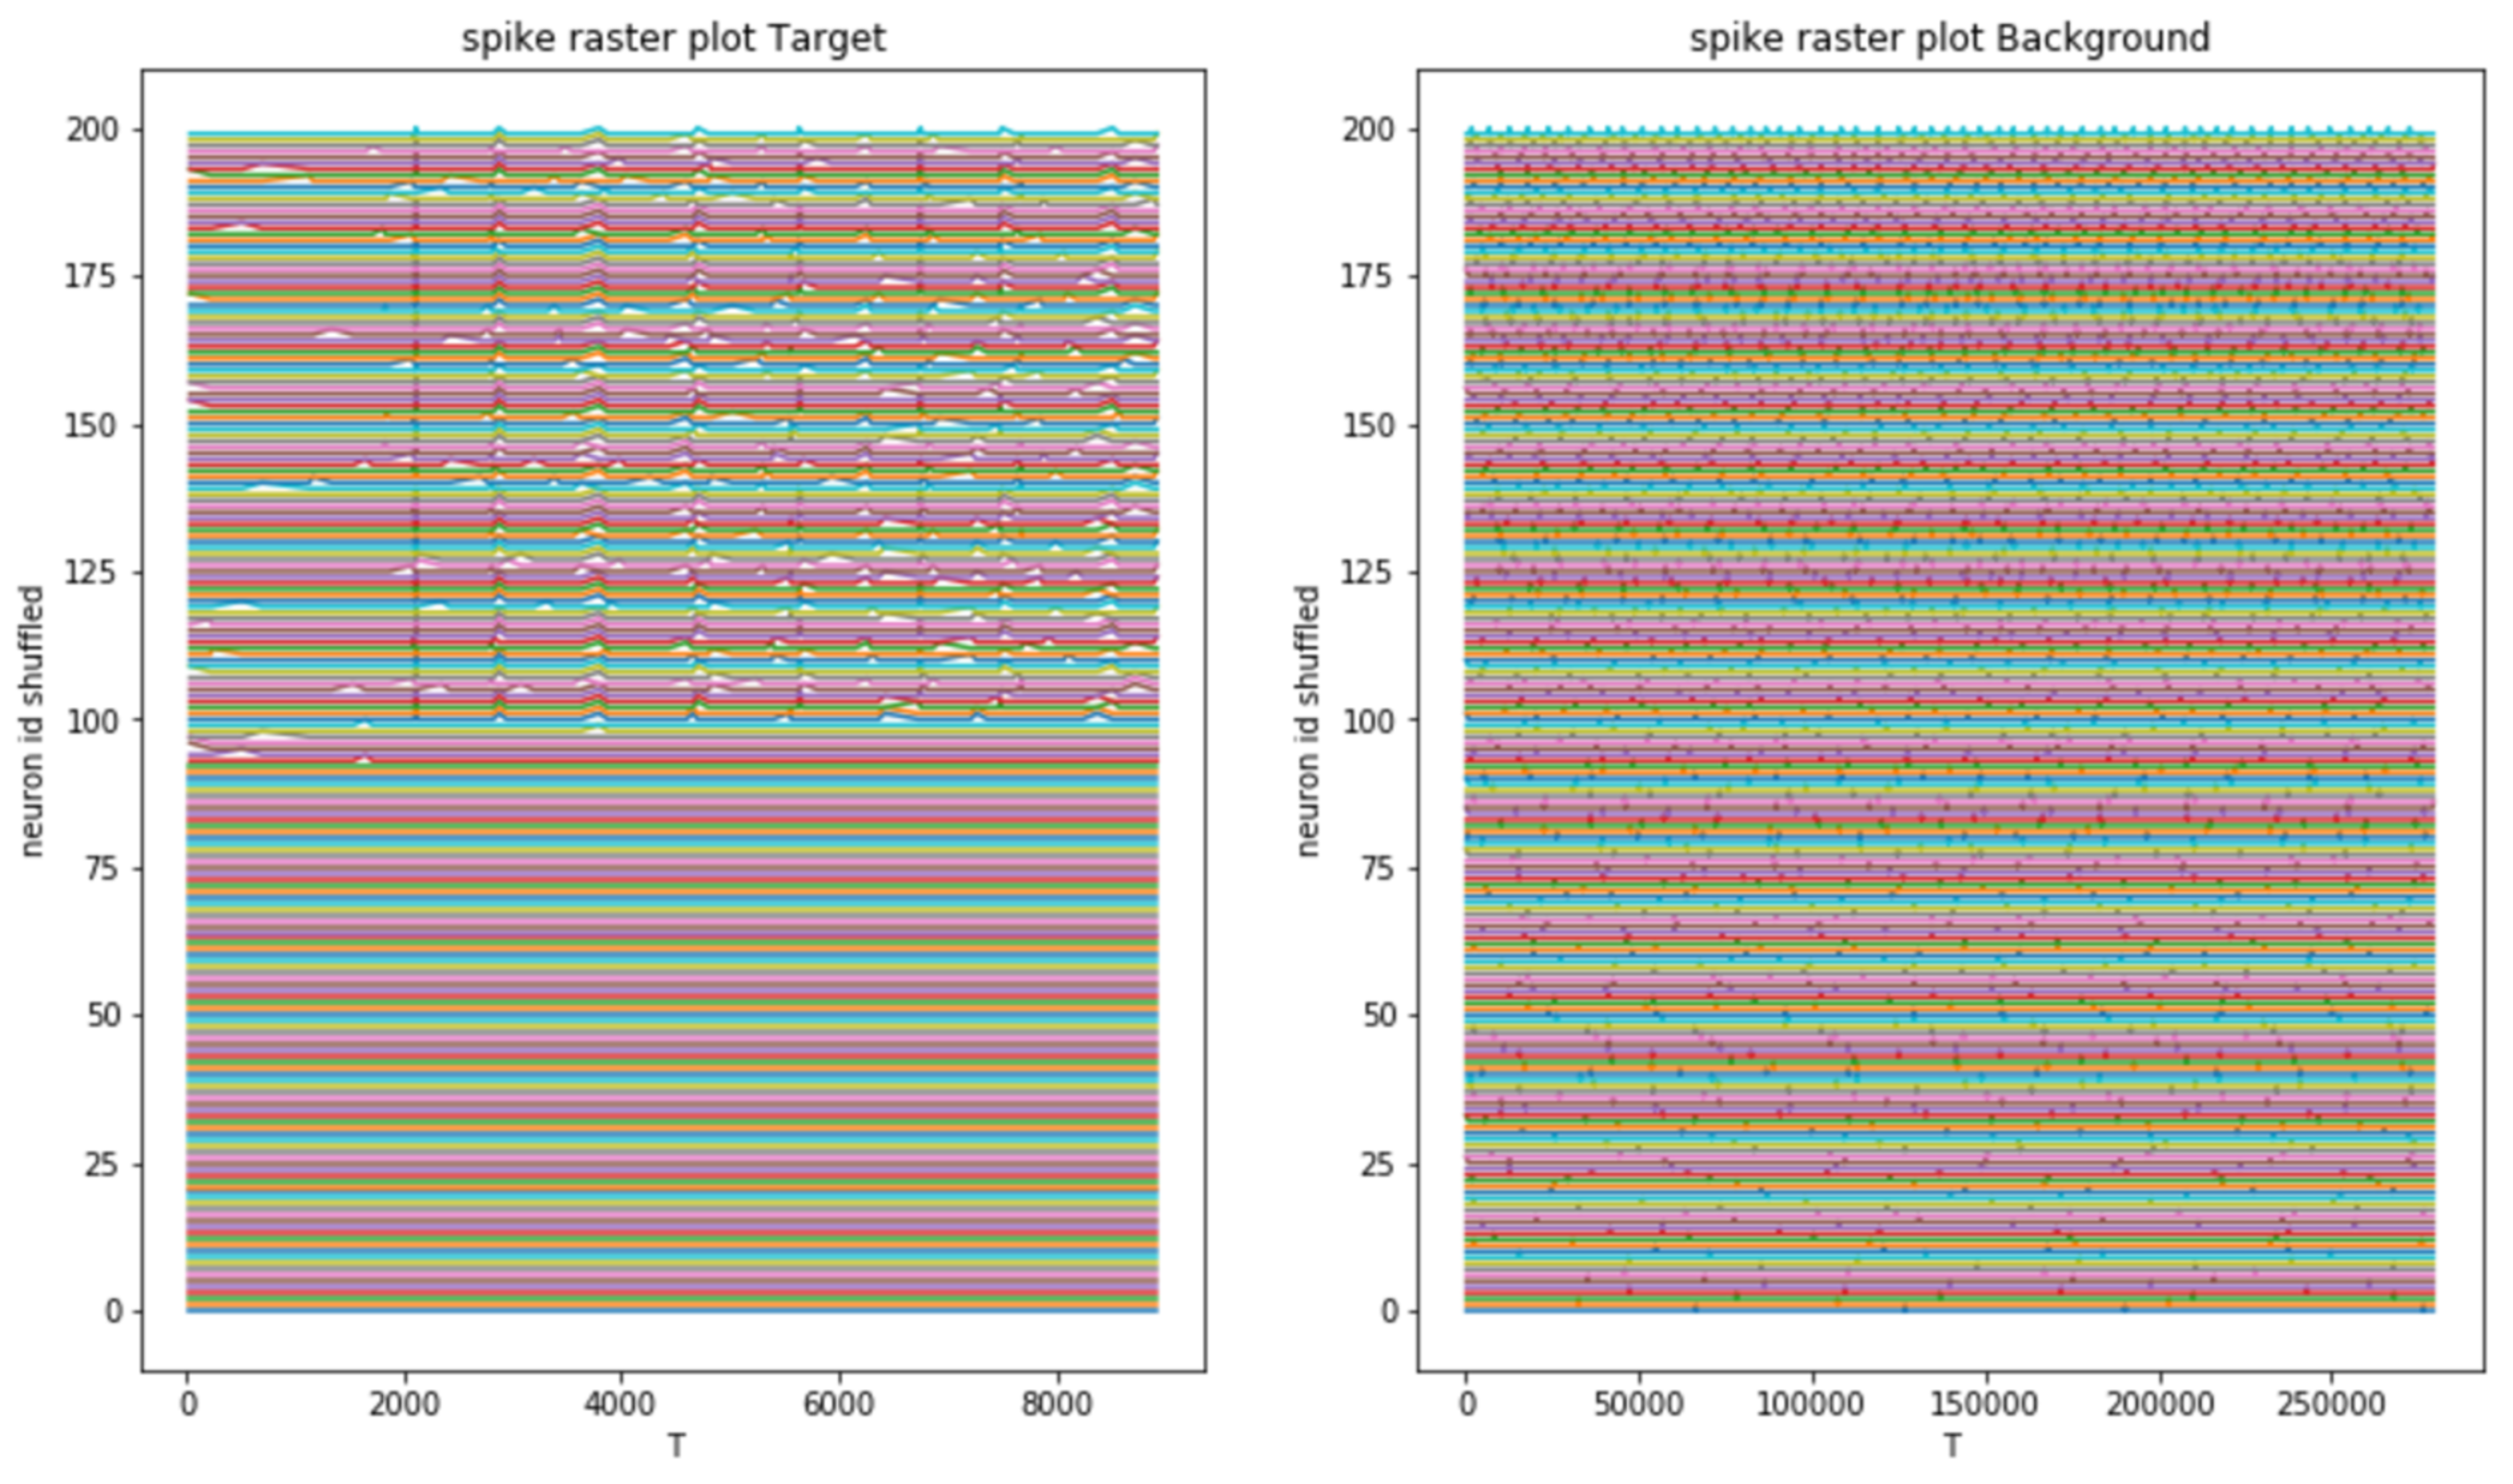 spike raster plot Target
neuron id shuffled
200
175
150
125
100
75
50
25
0
0 2000 4000 6000 8000
T
spike raster plot Background
neuron id shuffled
200
175
150
125
100
75
50
25
0
0 50000 100000 150000 200000 250000
T